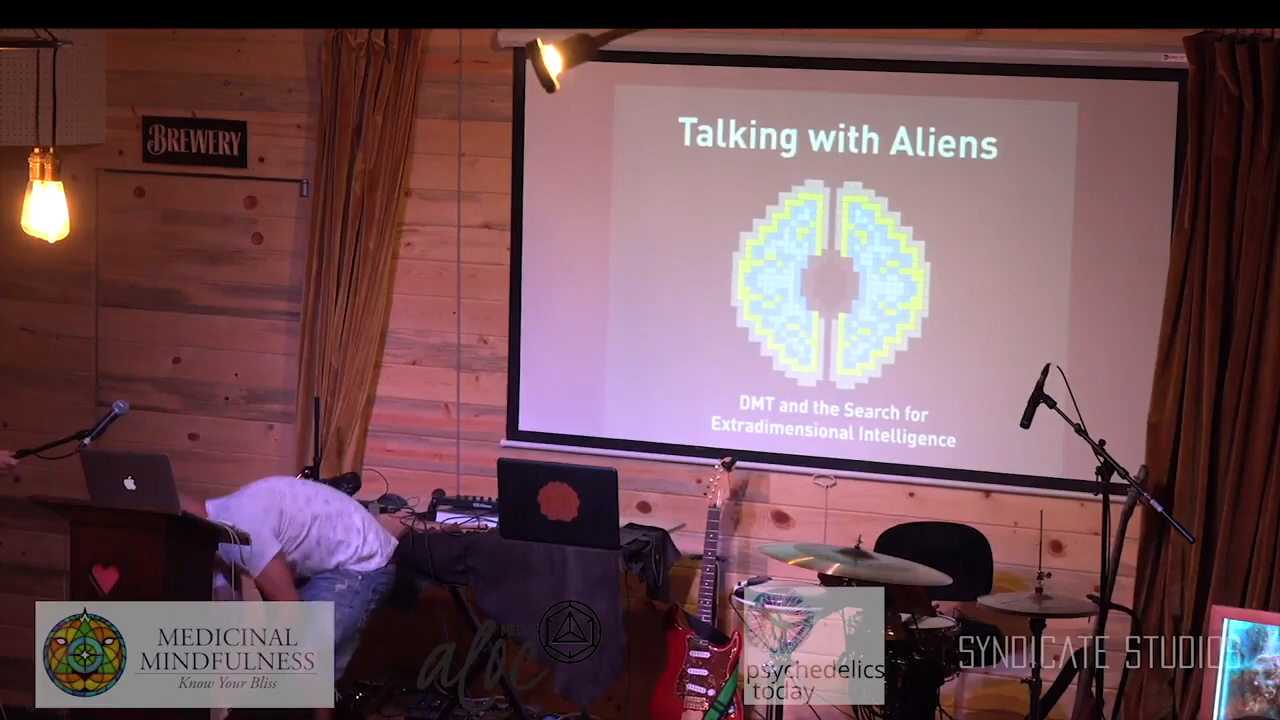 BREWERY
Talking with Aliens
DMT and the Search for
Extradimensional Intelligence
MEDICINAL
MINDFULNESS
Know Your Bliss
aloc
psychedelics
today
SYNDICATE STUDIOS